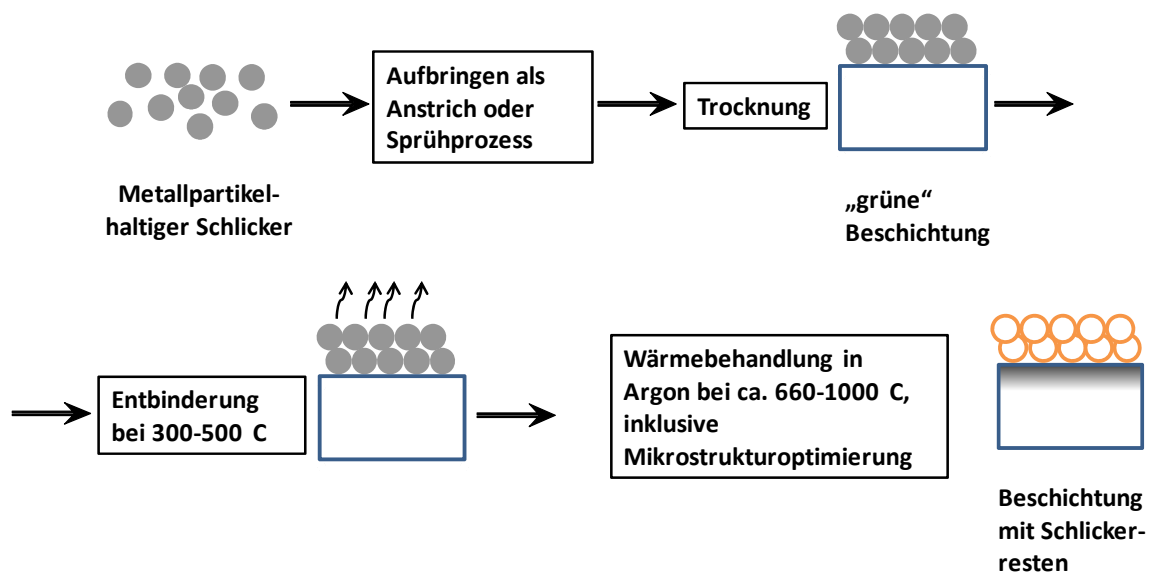 Aufbringen als
Anstrich oder
Sprühprozess
Trocknung
Metallpartikel-
haltiger Schlicker
„grüne“
Beschichtung
Entbinderung
bei 300-500 C
Wärmebehandlung in
Argon bei ca. 660-1000 C,
inklusive
Mikrostrukturoptimierung
Beschichtung
mit Schlicker-
resten